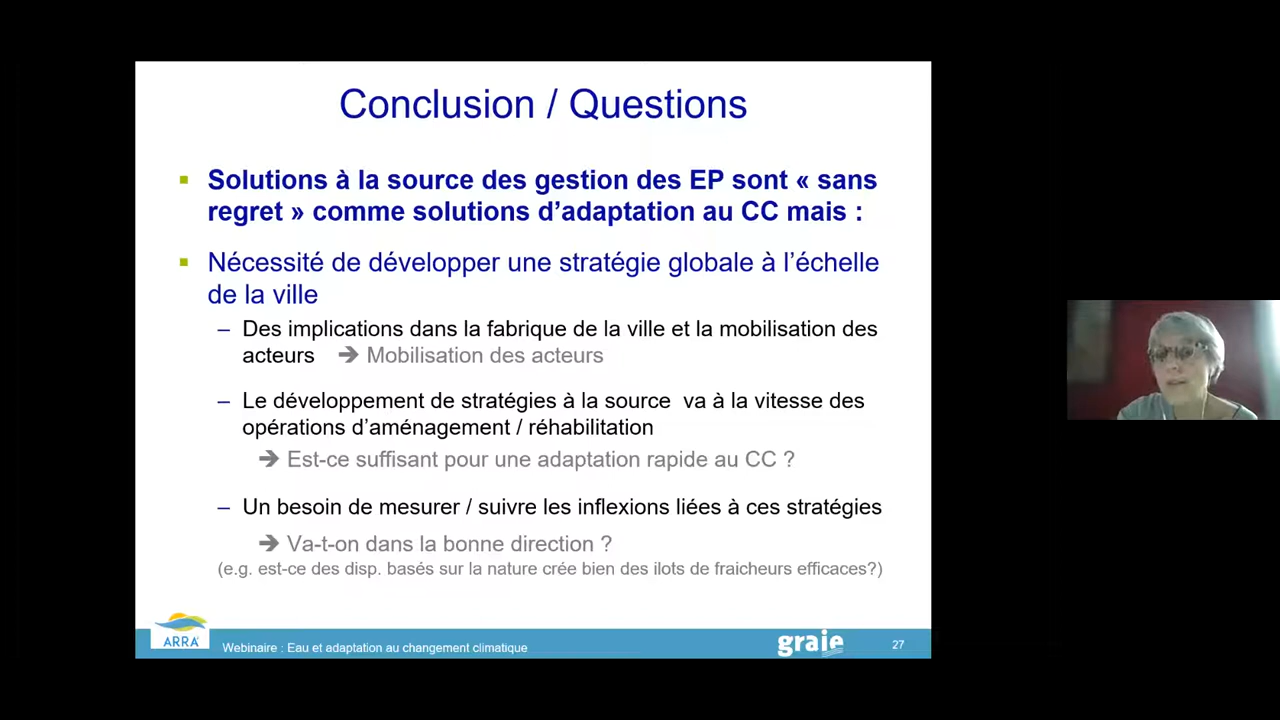 Conclusion / Questions
Solutions à la source des gestion des EP sont « sans
regret » comme solutions d’adaptation au CC mais :
Nécessité de développer une stratégie globale à l’échelle
de la ville
– Des implications dans la fabrique de la ville et la mobilisation des
acteurs ➔ Mobilisation des acteurs
– Le développement de stratégies à la source va à la vitesse des
opérations d’aménagement / réhabilitation
➔ Est-ce suffisant pour une adaptation rapide au CC ?
– Un besoin de mesurer / suivre les inflexions liées à ces stratégies
➔ Va-t-on dans la bonne direction ?
(e.g. est-ce des disp. basés sur la nature crée bien des ilots de fraicheurs efficaces?)
ARRA²
Webinaire : Eau et adaptation au changement climatique
graie
27